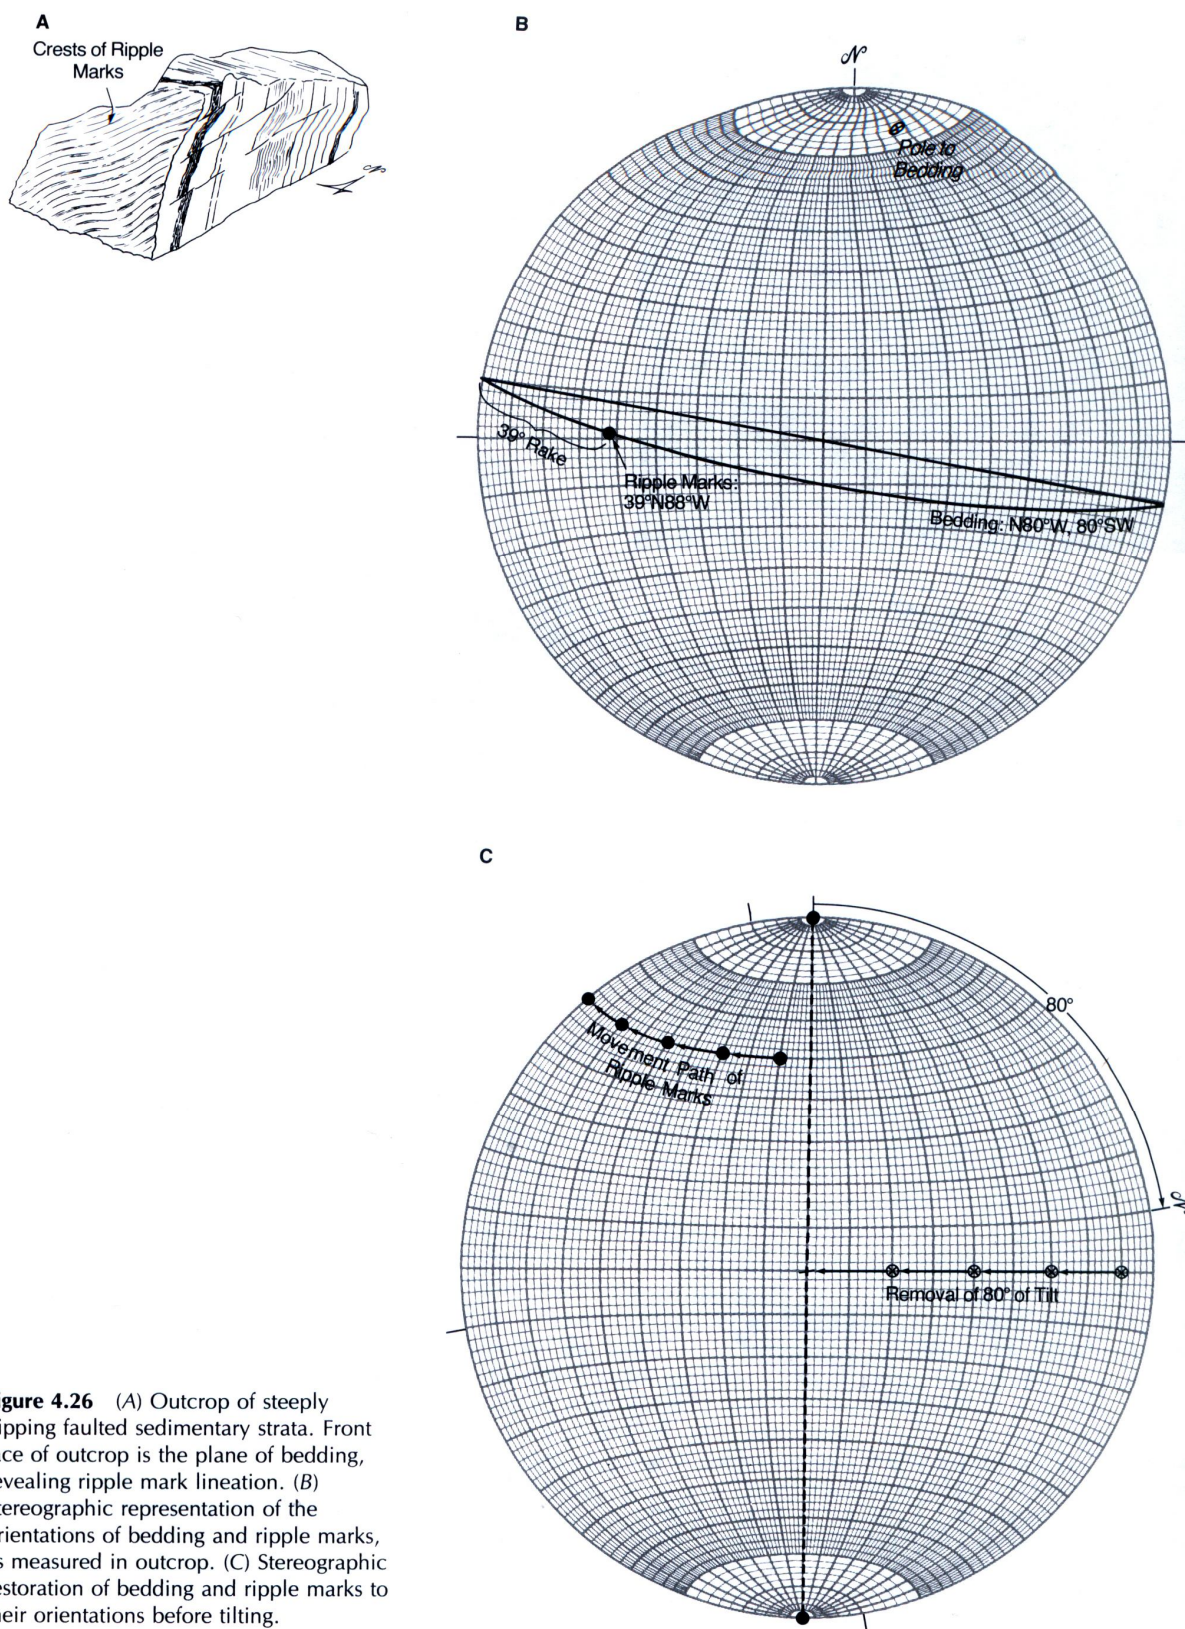 A
Crests of Ripple
Marks
N
B
N
Pole to
Bedding
39° Rake
Ripple Marks:
39°N88°W
Bedding: N80°W, 80°SW
C
80°
N
Movement Path of
Ripple Marks
Removal of 80° of Tilt
igure 4.26 (A) Outcrop of steeply
ipping faulted sedimentary strata. Front
ce of outcrop is the plane of bedding,
evealing ripple mark lineation. (B)
tereographic representation of the
rientations of bedding and ripple marks,
s measured in outcrop. (C) Stereographic
estoration of bedding and ripple marks to
heir orientations before tilting.